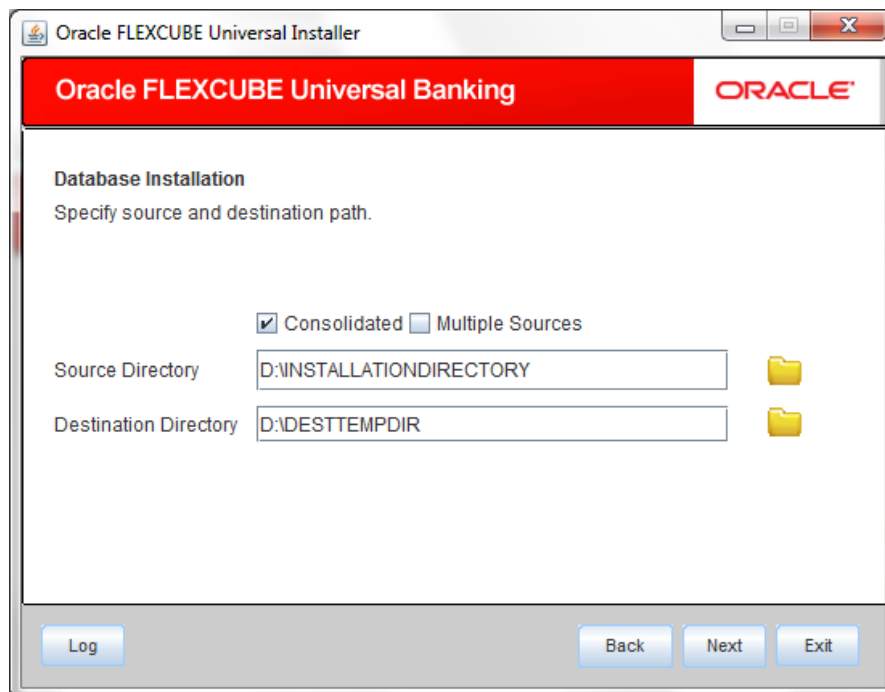 Oracle FLEXCUBE Universal Installer
Oracle FLEXCUBE Universal Banking
ORACLE
Database Installation
Specify source and destination path.
Consolidated Multiple Sources
Source Directory D:\INSTALLATIONDIRECTORY
Destination Directory D:\DESTTEMPDIR
Log Back Next Exit